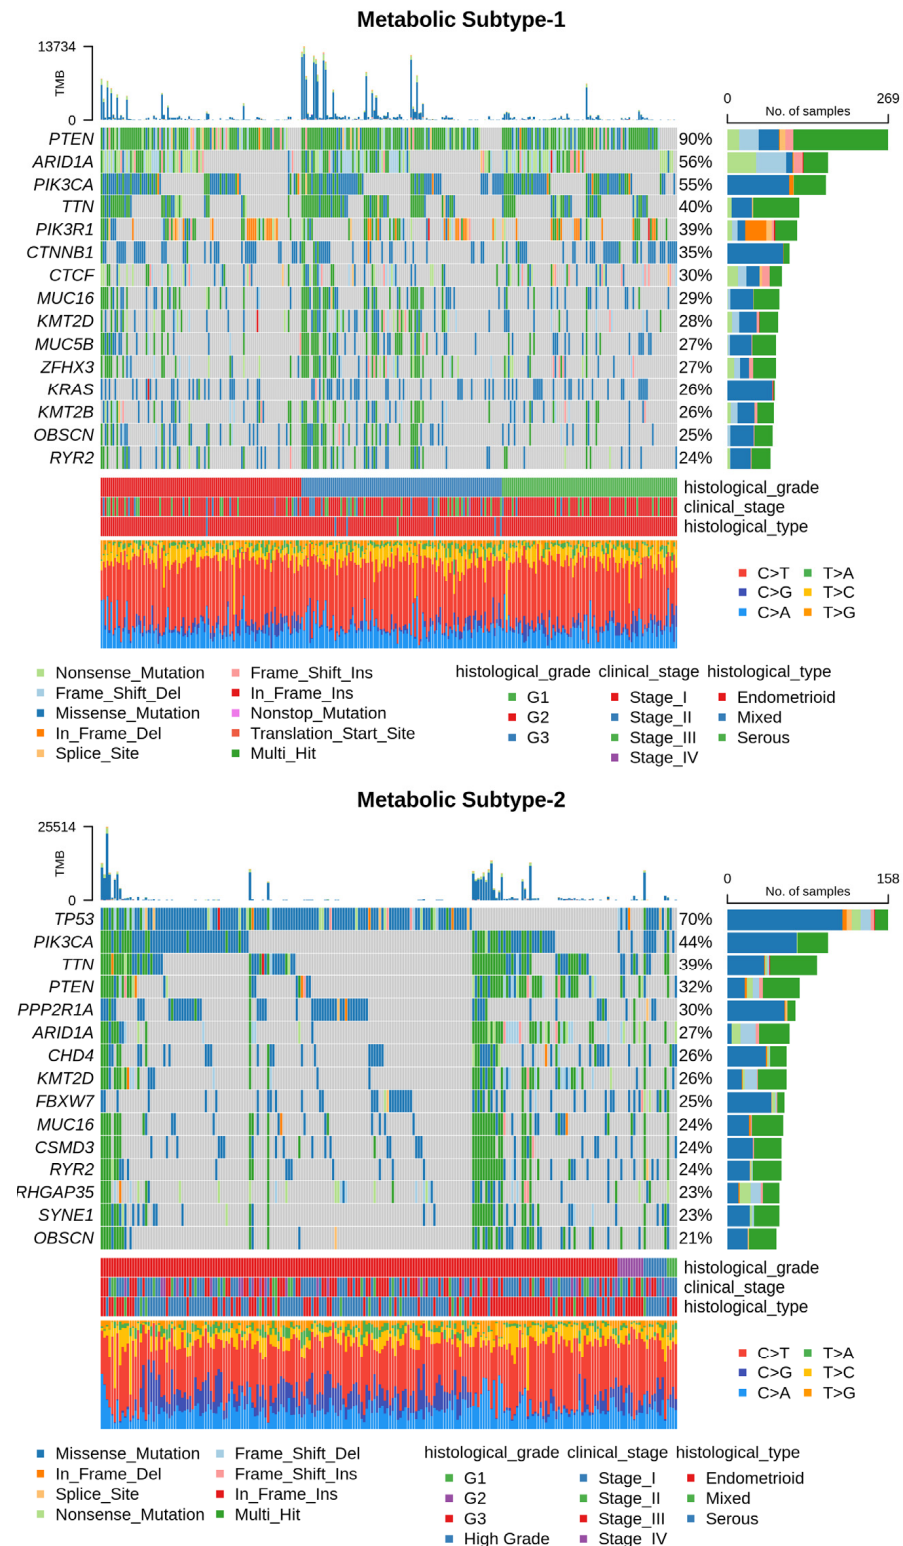 Metabolic Subtype-1
13734
TMB
0
0 269
No. of samples
PTEN 90%
ARID1A 56%
PIK3CA 55%
TTN 40%
PIK3R1 39%
CTNNB1 35%
CTCF 30%
MUC16 29%
KMT2D 28%
MUC5B 27%
ZFHX3 27%
KRAS 26%
KMT2B 26%
OBSCN 25%
RYR2 24%
histological_grade
clinical_stage
histological_type
C>T T>A
C>G T>C
C>A T>G
Nonsense_Mutation Frame_Shift_Ins histological_grade clinical_stage histological_type
Frame_Shift_Del In_Frame_Ins G1 Stage_I Endometrioid
Missense_Mutation Nonstop_Mutation G2 Stage_II Mixed
In_Frame_Del Translation_Start_Site G3 Stage_III Serous
Splice_Site Multi_Hit Stage_IV
Metabolic Subtype-2
25514
TMB
0
0 158
No. of samples
TP53 70%
PIK3CA 44%
TTN 39%
PTEN 32%
PPP2R1A 30%
ARID1A 27%
CHD4 26%
KMT2D 26%
FBXW7 25%
MUC16 24%
CSMD3 24%
RYR2 24%
RHGAP35 23%
SYNE1 23%
OBSCN 21%
histological_grade
clinical_stage
histological_type
C>T T>A
C>G T>C
C>A T>G
Missense_Mutation Frame_Shift_Del histological_grade clinical_stage histological_type
In_Frame_Del Frame_Shift_Ins G1 Stage_I Endometrioid
Splice_Site In_Frame_Ins G2 Stage_II Mixed
Nonsense_Mutation Multi_Hit G3 Stage_III Serous
High Grade Stage_IV